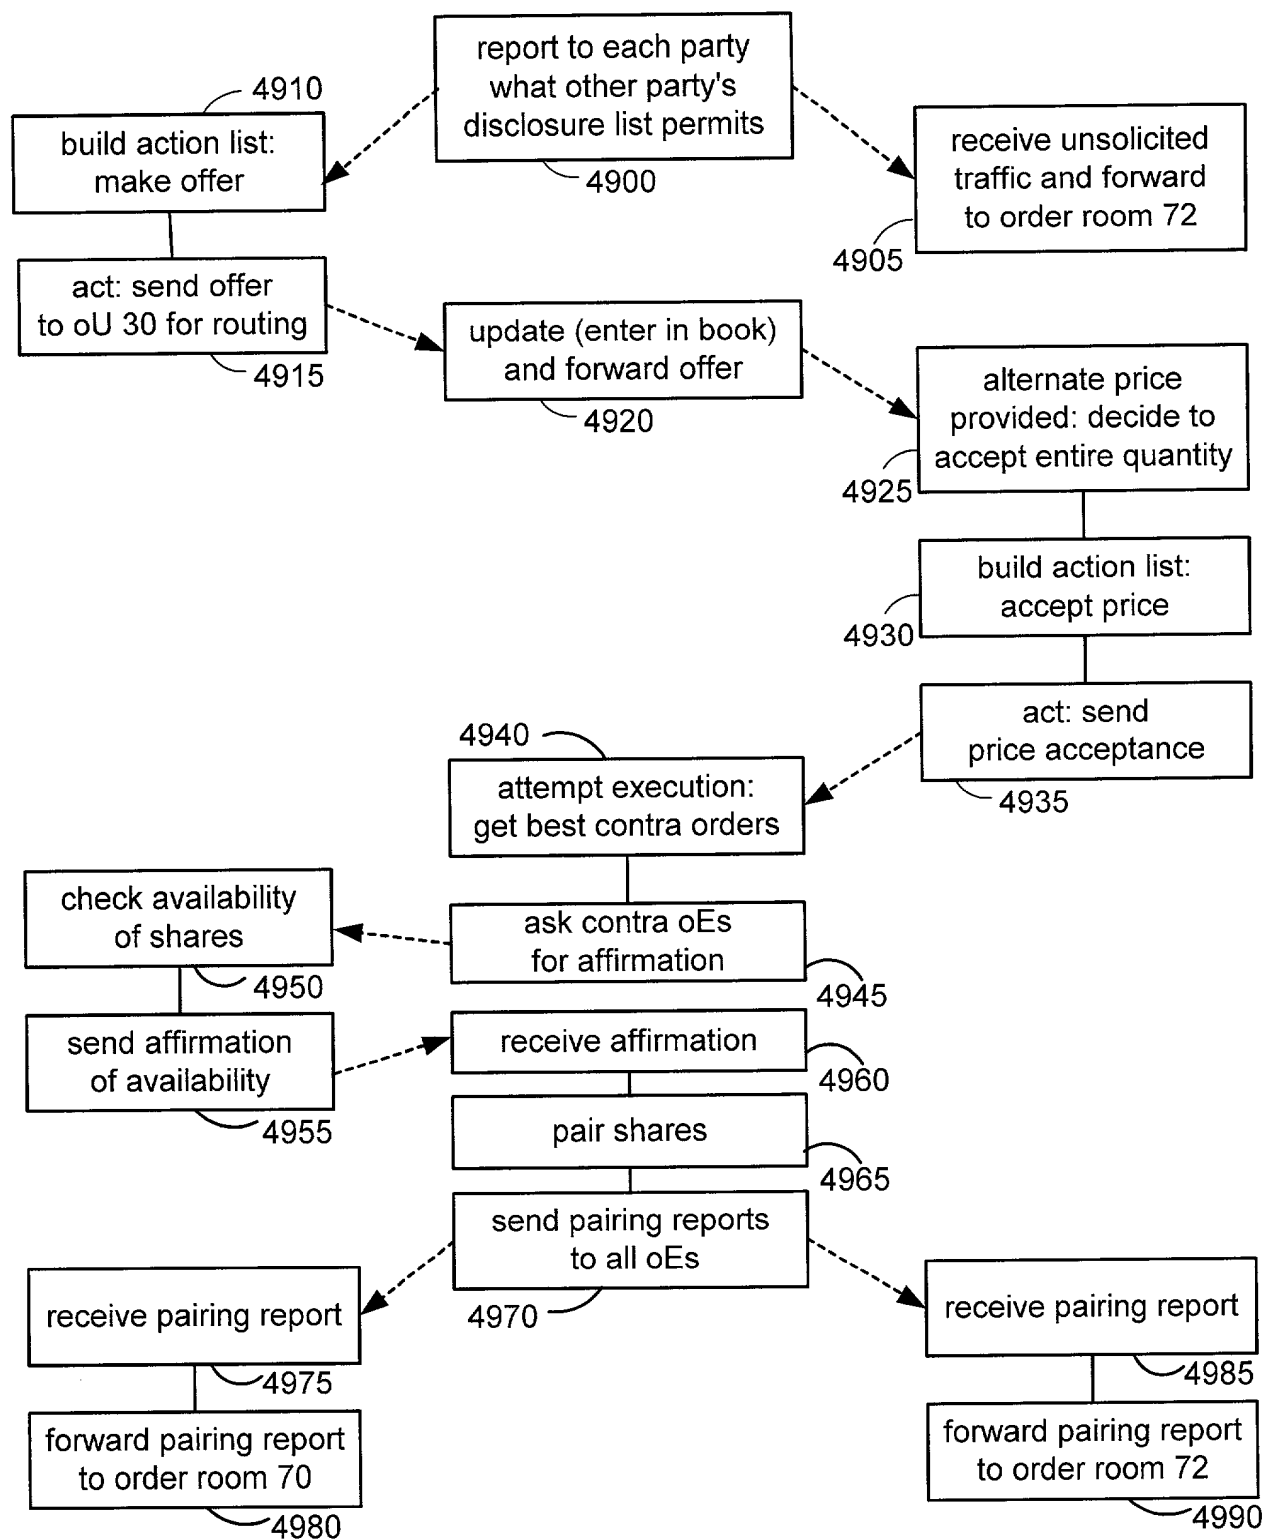 report to each party
what other party's
disclosure list permits
4900
4910
build action list:
make offer
receive unsolicited
traffic and forward
to order room 72
4905
act: send offer
to oU 30 for routing
4915
update (enter in book)
and forward offer
4920
alternate price
provided: decide to
accept entire quantity
4925
build action list:
accept price
4930
act: send
price acceptance
4935
4940
attempt execution:
get best contra orders
ask contra oEs
for affirmation
4945
check availability
of shares
4950
send affirmation
of availability
4955
receive affirmation
4960
pair shares
4965
send pairing reports
to all oEs
4970
receive pairing report
4975
forward pairing report
to order room 70
4980
receive pairing report
4985
forward pairing report
to order room 72
4990